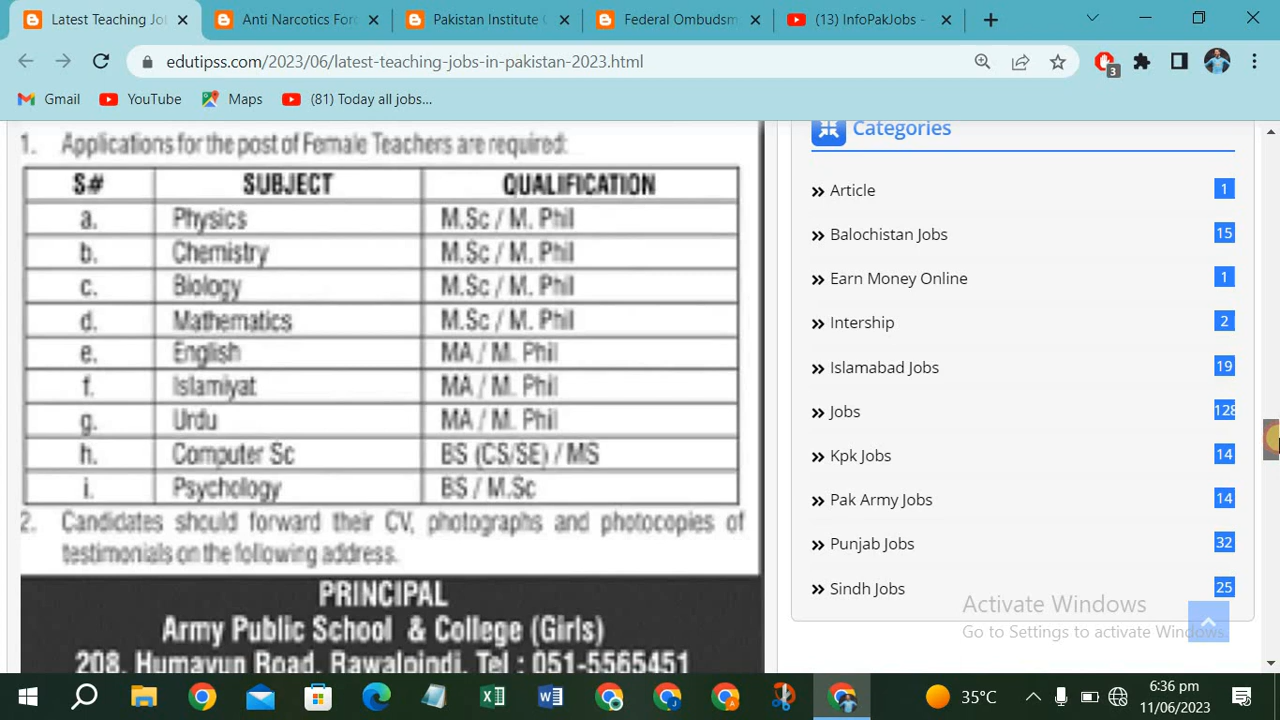 Latest Teaching Jo
Anti Narcotics For
Pakistan Institute
Federal Ombudsm
(13) InfoPakJobs -
edutipss.com/2023/06/latest-teaching-jobs-in-pakistan-2023.html
3
Gmail
YouTube
Maps
(81) Today all jobs...
1. Applications for the post of Female Teachers are required:
S# SUBJECT QUALIFICATION
a. Physics M.Sc / M. Phil
b. Chemistry M.Sc / M. Phil
c. Biology M.Sc / M. Phil
d. Mathematics M.Sc / M. Phil
e. English MA / M. Phil
f. Islamiyat MA / M. Phil
g. Urdu MA / M. Phil
h. Computer Sc BS (CS/SE) / MS
i. Psychology BS / M.Sc
2. Candidates should forward their CV, photographs and photocopies of
testimonials on the following address.
PRINCIPAL
Army Public School & College (Girls)
208, Humayun Road, Rawalpindi, Tel : 051-5565451
Categories
Article 1
Balochistan Jobs 15
Earn Money Online 1
Intership 2
Islamabad Jobs 19
Jobs 128
Kpk Jobs 14
Pak Army Jobs 14
Punjab Jobs 32
Sindh Jobs 25
Activate Windows
Go to Settings to activate Windows.
35°C
6:36 pm
11/06/2023